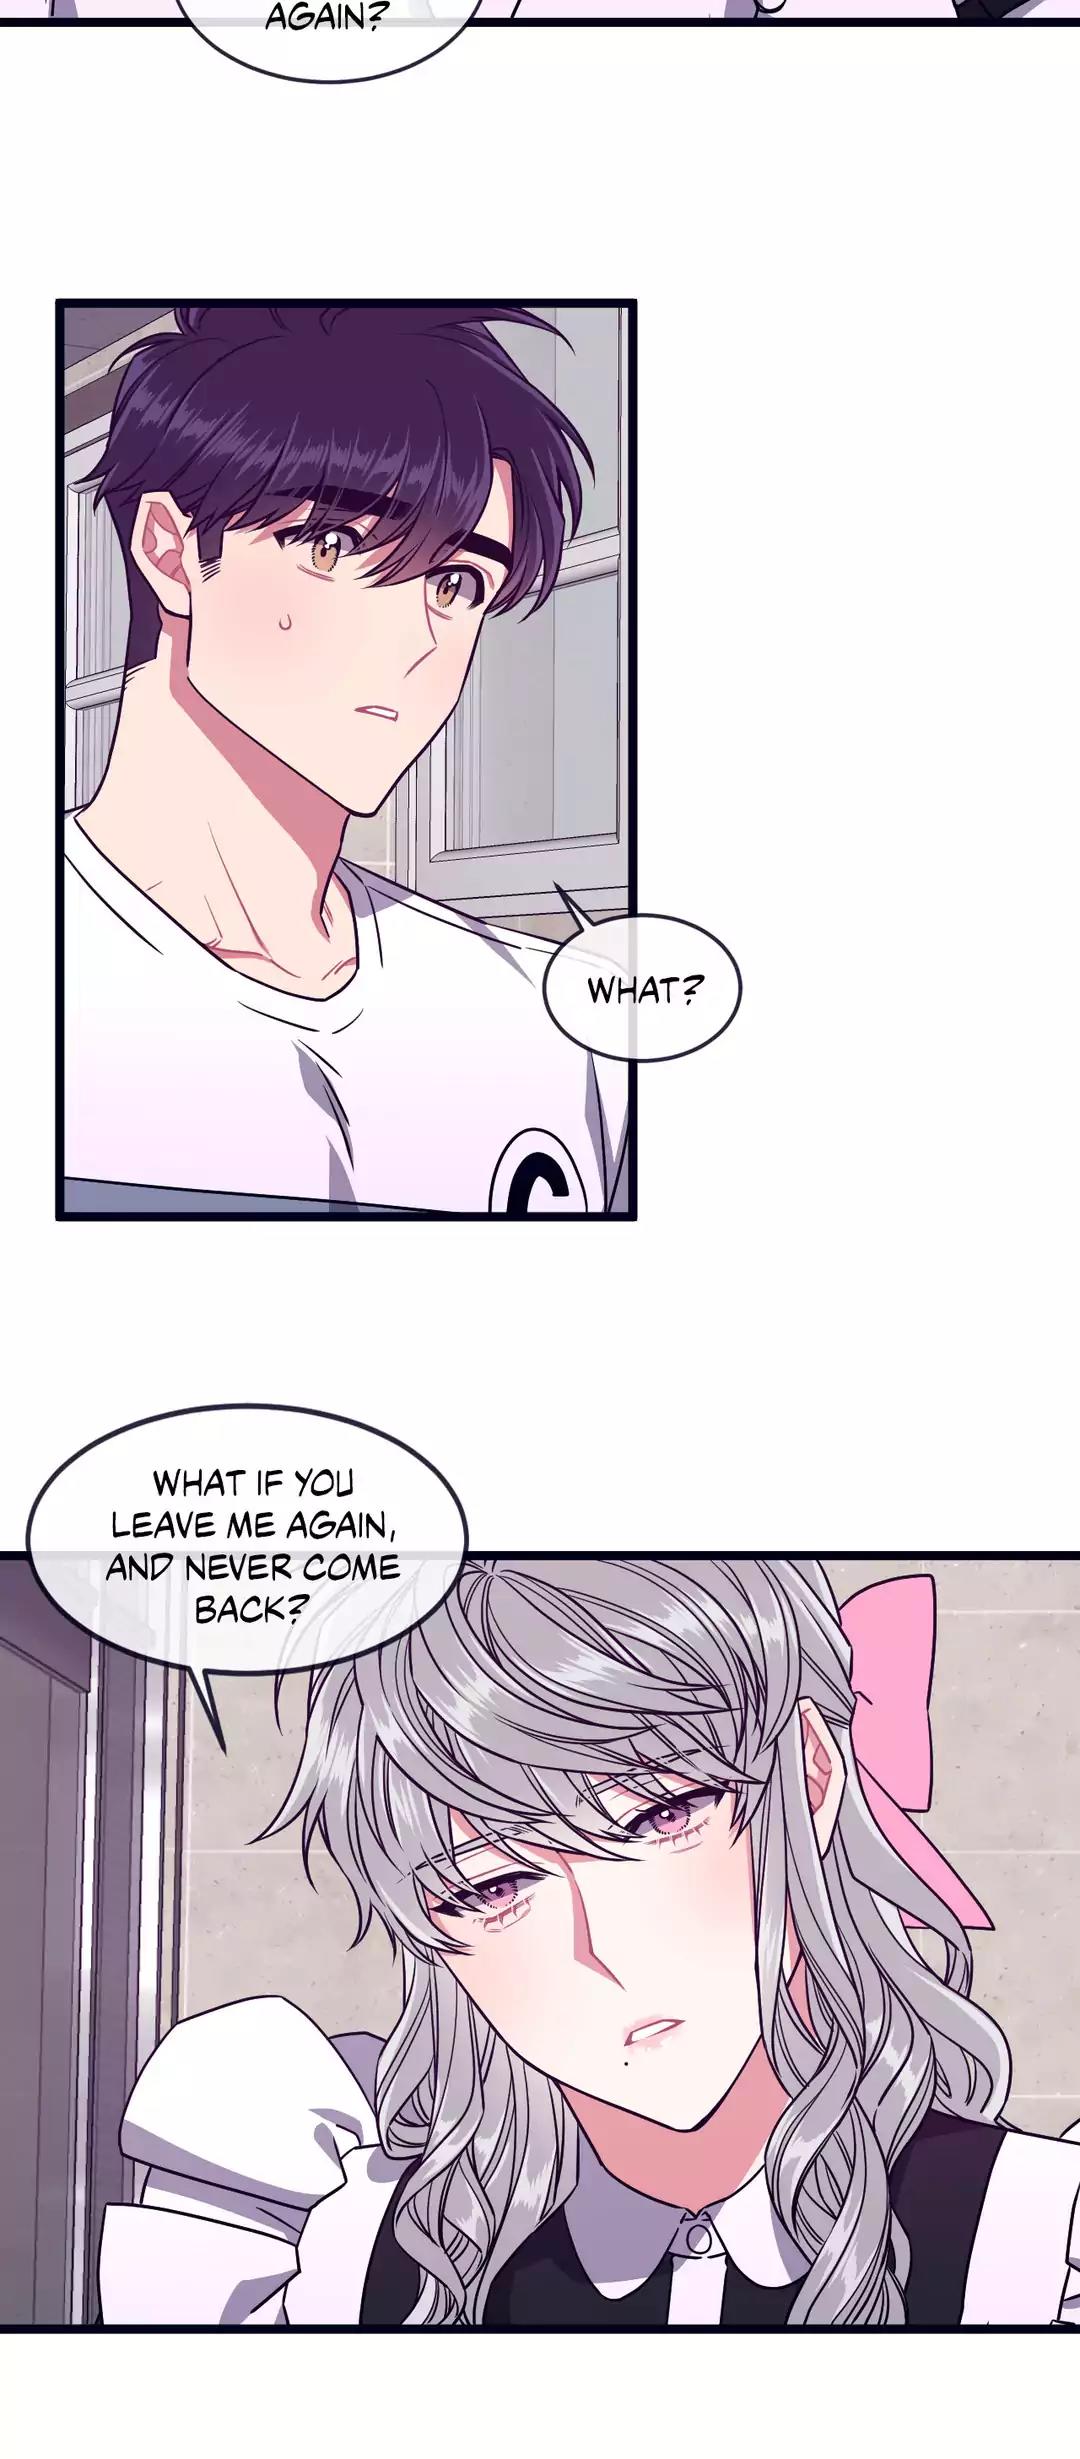 AGAIN?
WHAT?
C
WHAT IF YOU
LEAVE ME AGAIN,
AND NEVER COME
BACK?